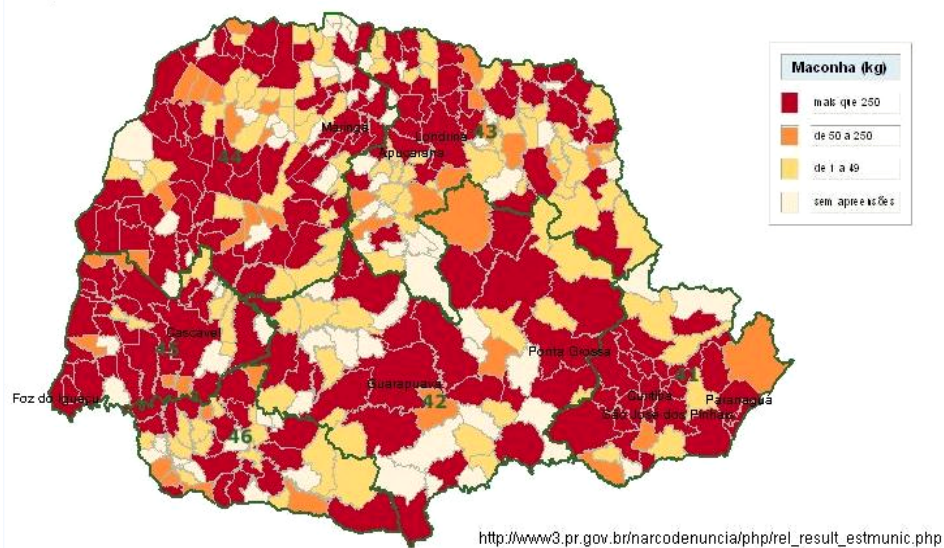 Maconha (kg)
mais que 250
de 50 a 250
de 1 a 49
sem apreensões
Maringá
Londrina
43
Apucarana
44
Cascavel
45
Foz do Iguaçu
Ponta Grossa
Guarapuava
42
41
Curitiba
Paranaguá
São José dos Pinhais
46
http://www3.pr.gov.br/narcodenuncia/php/rel_result_estmunic.php